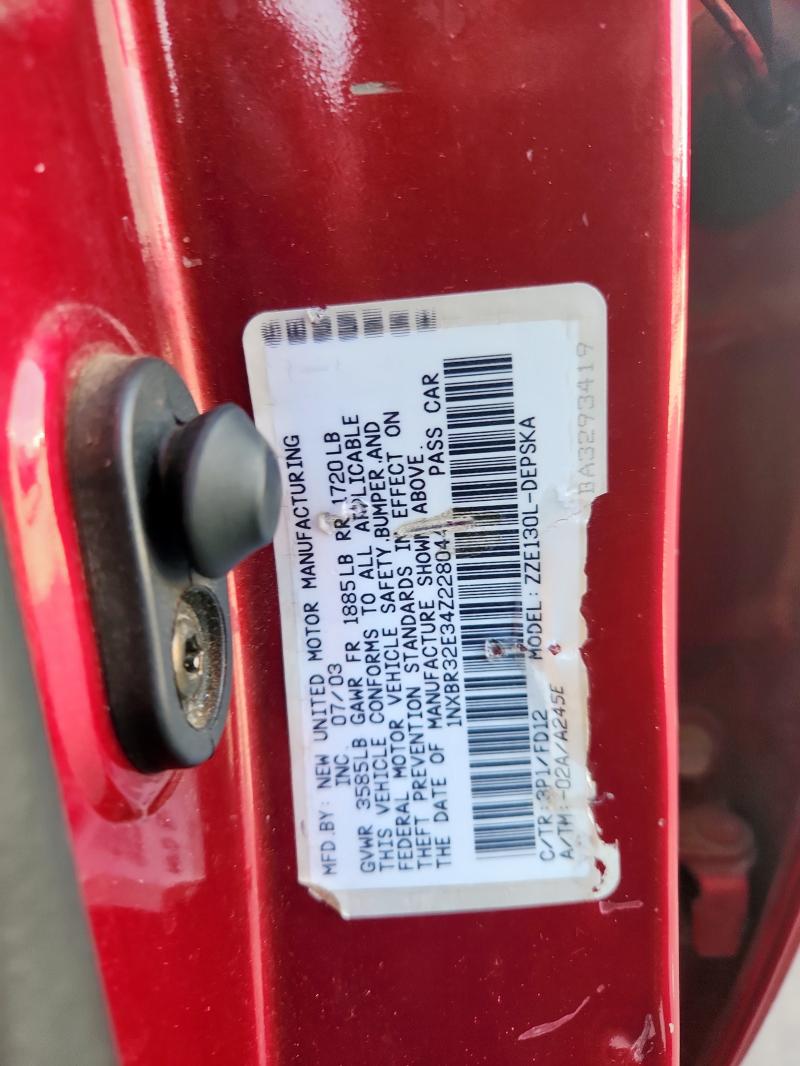 MFD.BY: NEW UNITED MOTOR MANUFACTURING
INC. 07/03
GVWR 3585LB GAWR FR 1885LB RR 1720LB
THIS VEHICLE CONFORMS TO ALL APPLICABLE
FEDERAL MOTOR VEHICLE SAFETY,BUMPER,AND
THEFT PREVENTION STANDARDS IN EFFECT ON
THE DATE OF MANUFACTURE SHOWN ABOVE.
1NXBR32E34Z22804 PASS CAR
MODEL: ZZE130L-DEPSKA
C/TR: 3P1/FD12
A/TM:-02A/A245E
BA3293419